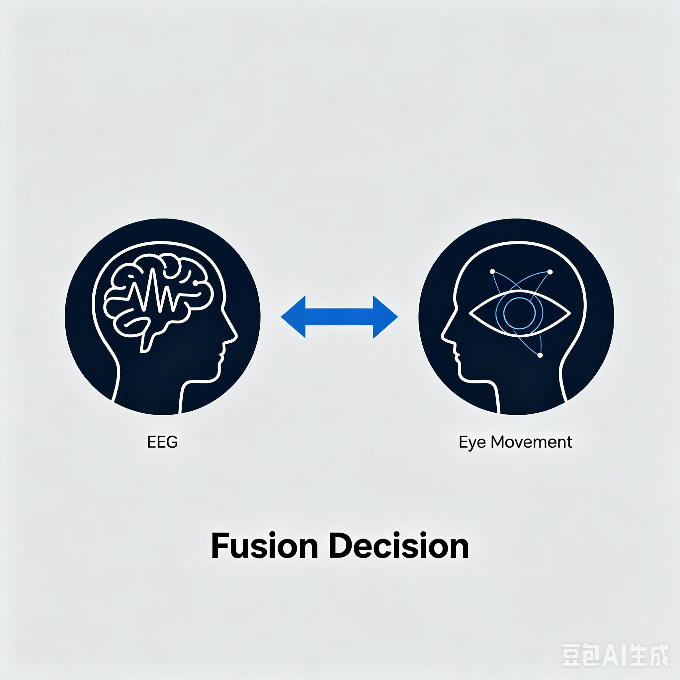 EEG
Eye Movement
Fusion Decision
豆包AI生成